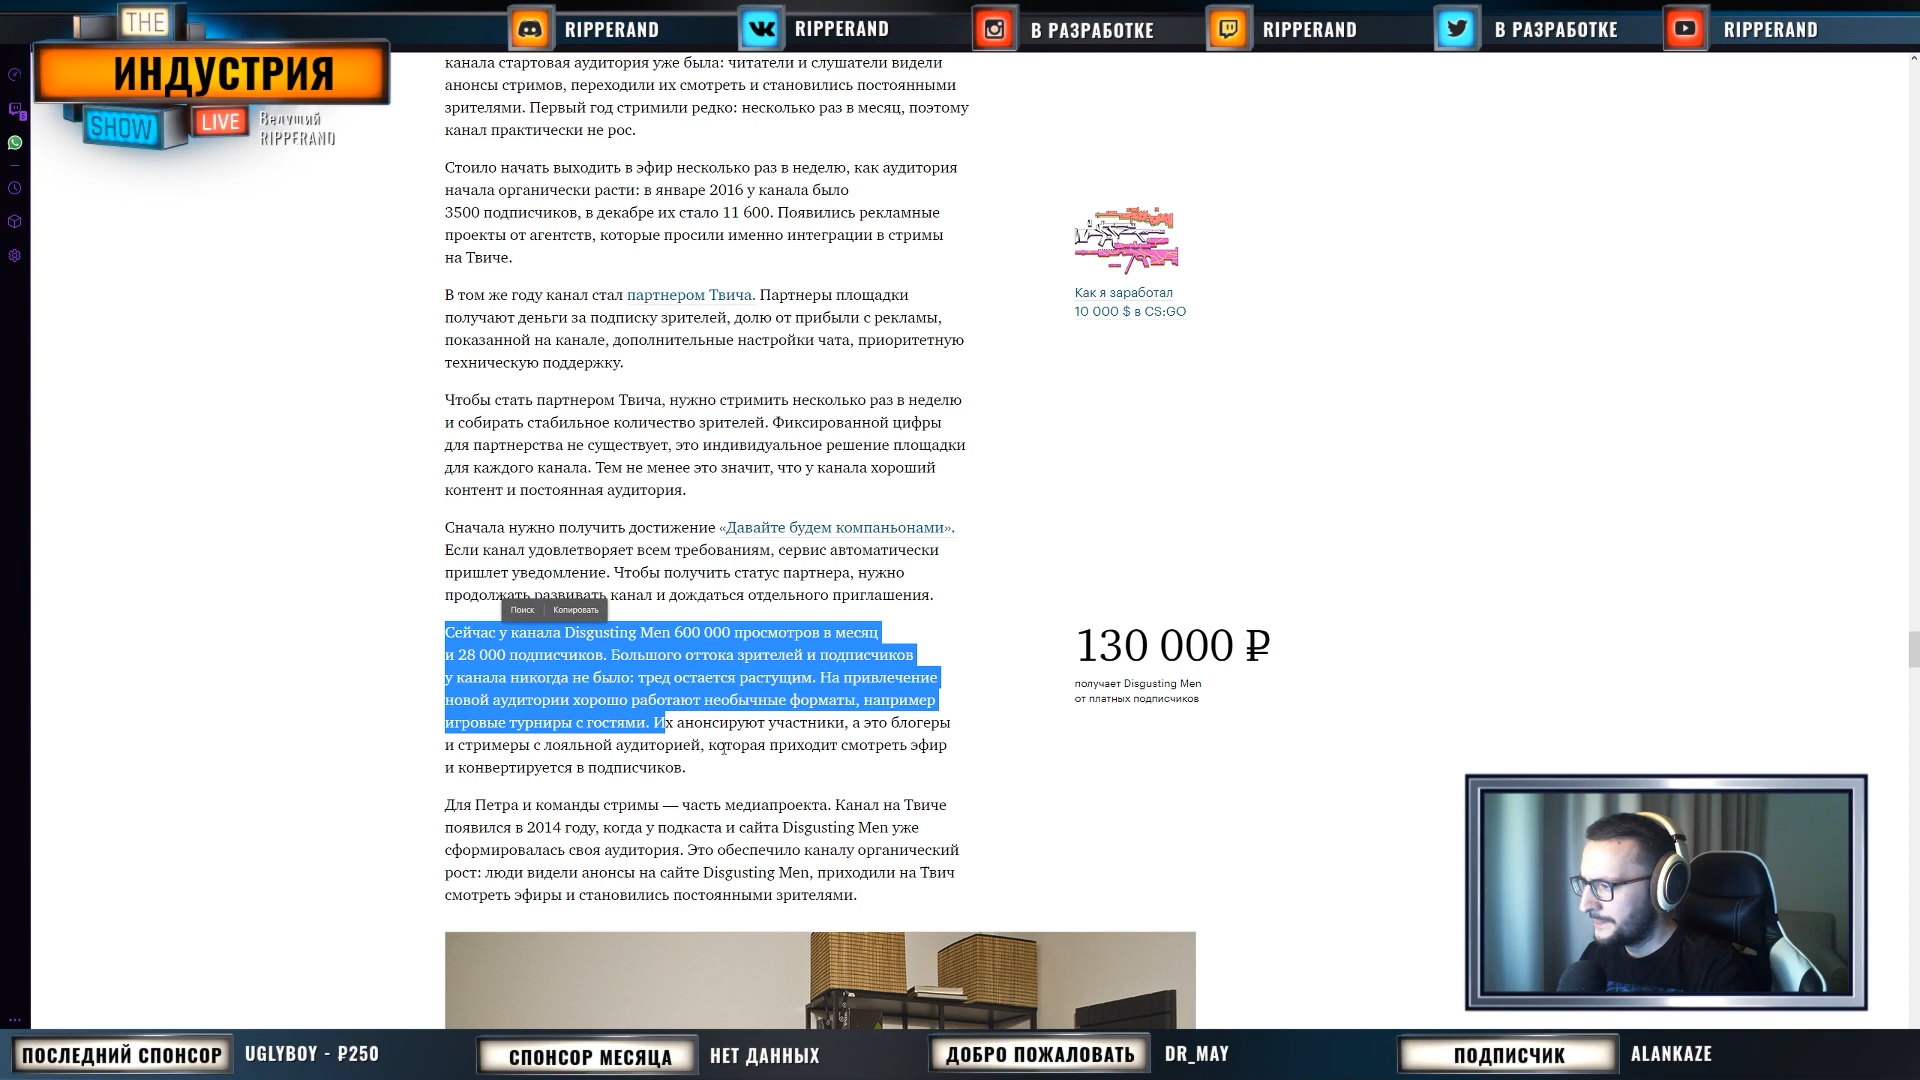 THE
ИНДУСТРИЯ
SHOW
LIVE
Ведущий
RIPPERAND
RIPPERAND
RIPPERAND
В РАЗРАБОТКЕ
RIPPERAND
В РАЗРАБОТКЕ
RIPPERAND
канала стартовая аудитория уже была: читатели и слушатели видели
анонсы стримов, переходили их смотреть и становились постоянными
зрителями. Первый год стримили редко: несколько раз в месяц, поэтому
канал практически не рос.
Стоило начать выходить в эфир несколько раз в неделю, как аудитория
начала органически расти: в январе 2016 у канала было
3500 подписчиков, в декабре их стало 11 600. Появились рекламные
проекты от агентств, которые просили именно интеграции в стримы
на Твиче.
В том же году канал стал партнером Твича. Партнеры площадки
получают деньги за подписку зрителей, долю от прибыли с рекламы,
показанной на канале, дополнительные настройки чата, приоритетную
техническую поддержку.
Чтобы стать партнером Твича, нужно стримить несколько раз в неделю
и собирать стабильное количество зрителей. Фиксированной цифры
для партнерства не существует, это индивидуальное решение площадки
для каждого канала. Тем не менее это значит, что у канала хороший
контент и постоянная аудитория.
Сначала нужно получить достижение «Давайте будем компаньонами».
Если канал удовлетворяет всем требованиям, сервис автоматически
пришлет уведомление. Чтобы получить статус партнера, нужно
продолжать развивать канал и дождаться отдельного приглашения.
Поиск
Копировать
Сейчас у канала Disgusting Men 600 000 просмотров в месяц
и 28 000 подписчиков. Большого оттока зрителей и подписчиков
у канала никогда не было: тред остается растущим. На привлечение
новой аудитории хорошо работают необычные форматы, например
игровые турниры с гостями. Их анонсируют участники, а это блогеры
и стримеры с лояльной аудиторией, которая приходит смотреть эфир
и конвертируется в подписчиков.
Для Петра и команды стримы — часть медиапроекта. Канал на Твиче
появился в 2014 году, когда у подкаста и сайта Disgusting Men уже
сформировалась своя аудитория. Это обеспечило каналу органический
рост: люди видели анонсы на сайте Disgusting Men, приходили на Твич
смотреть эфиры и становились постоянными зрителями.
Как я заработал
10 000 $ в CS:GO
130 000 ₽
получает Disgusting Men
от платных подписчиков
ПОСЛЕДНИЙ СПОНСОР
UGLYBOY - ₽250
СПОНСОР МЕСЯЦА
НЕТ ДАННЫХ
ДОБРО ПОЖАЛОВАТЬ
DR_MAY
ПОДПИСЧИК
ALANKAZE